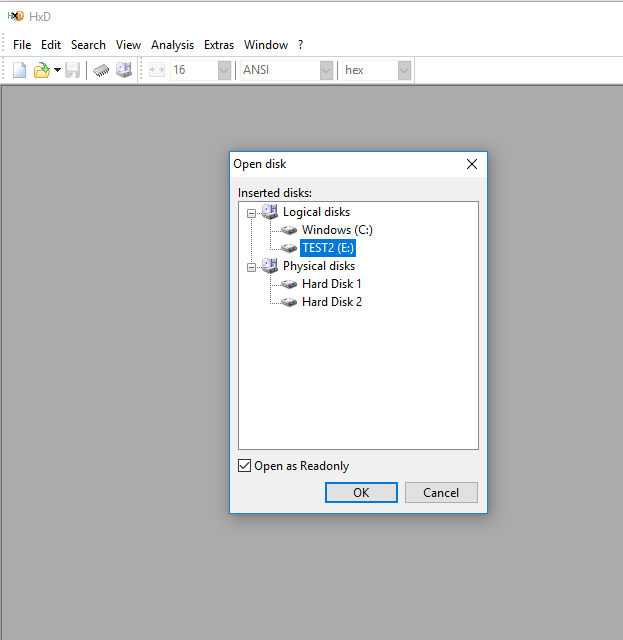 HxD
File Edit Search View Analysis Extras Window ?
16 ANSI hex
Open disk
Inserted disks:
Logical disks
Windows (C:)
TEST2 (E:)
Physical disks
Hard Disk 1
Hard Disk 2
Open as Readonly
OK Cancel